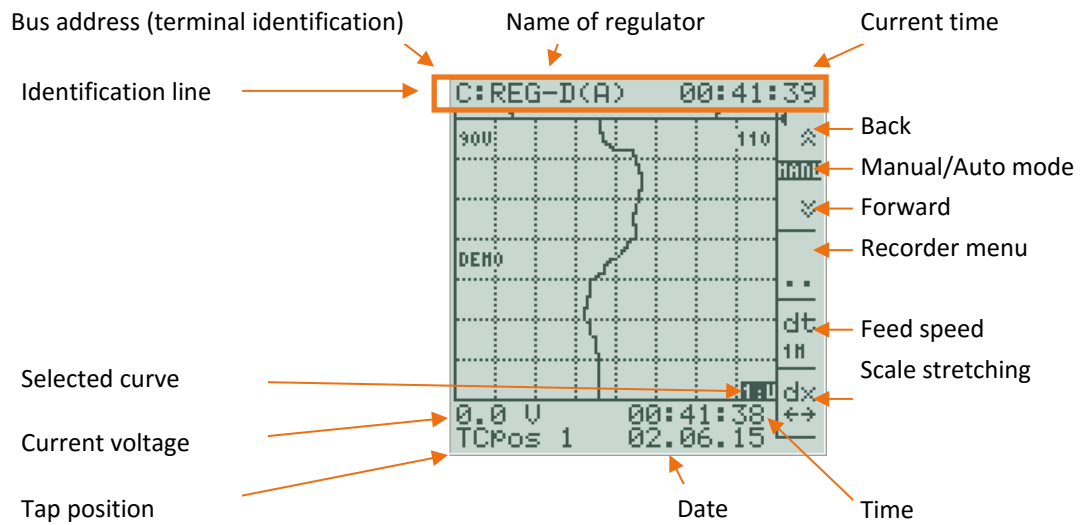 Bus address (terminal identification) Name of regulator Current time
Identification line
C:REG-D(A) 00:41:39
90V 110
Back
Manual/Auto mode
Forward
Recorder menu
DEMO
..
dt
Feed speed
1M
Scale stretching
Selected curve
dx
0.0 V 00:41:38
Current voltage
TCPos 1 02.06.15
Tap position Date Time